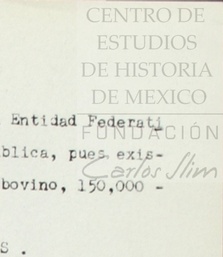 CENTRO DE
ESTUDIOS
DE HISTORIA
DE MEXICO
Entidad Federati
FUNDACIÓN
blica, pues exis-
Carlos Slim
bovino, 150,000 -
S .